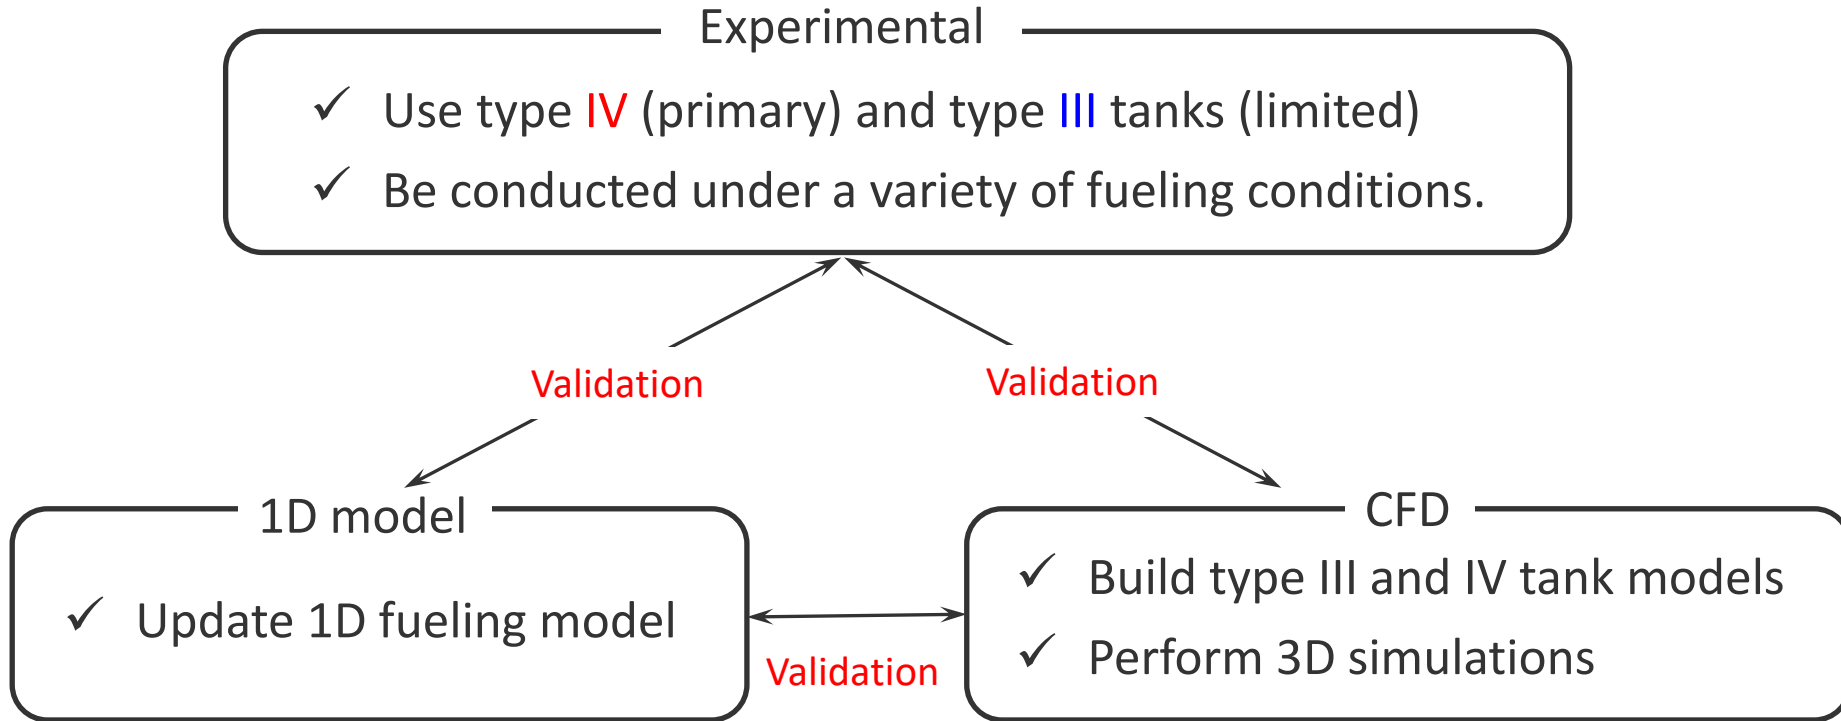 Experimental
✓ Use type IV (primary) and type III tanks (limited)
✓ Be conducted under a variety of fueling conditions.
Validation
Validation
1D model
✓ Update 1D fueling model
Validation
CFD
✓ Build type III and IV tank models
✓ Perform 3D simulations